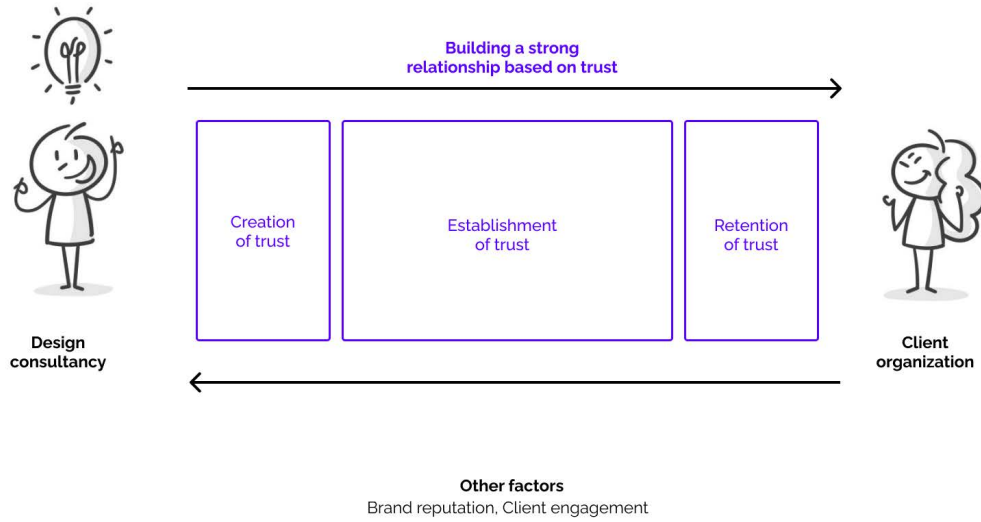 Building a strong
relationship based on trust
Creation
of trust
Establishment
of trust
Retention
of trust
Design
consultancy
Client
organization
Other factors
Brand reputation, Client engagement